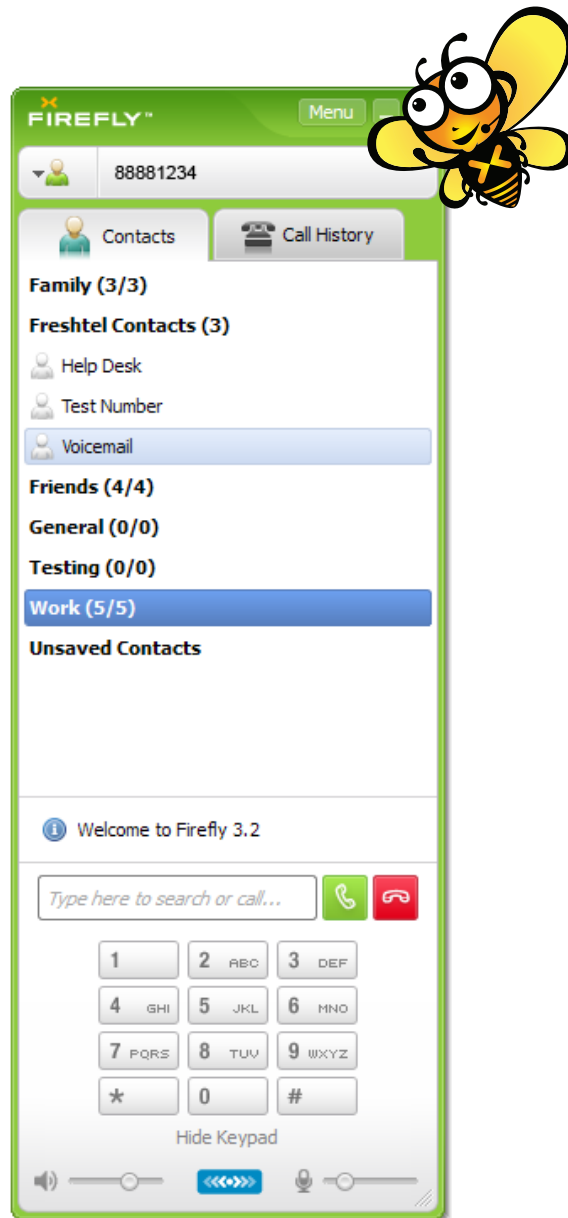 FIREFLY™
Menu
88881234
Contacts
Call History
Family (3/3)
Freshtel Contacts (3)
Help Desk
Test Number
Voicemail
Friends (4/4)
General (0/0)
Testing (0/0)
Work (5/5)
Unsaved Contacts
Welcome to Firefly 3.2
Type here to search or call...
1 2 ABC 3 DEF
4 GHI 5 JKL 6 MNO
7 PQRS 8 TUV 9 WXYZ
* 0 #
Hide Keypad